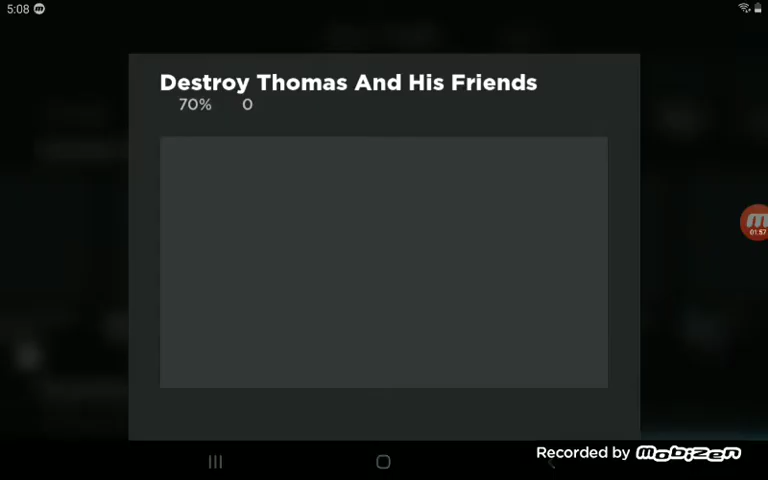 5:08
Destroy Thomas And His Friends
70% 0
01:57
Recorded by mobizen